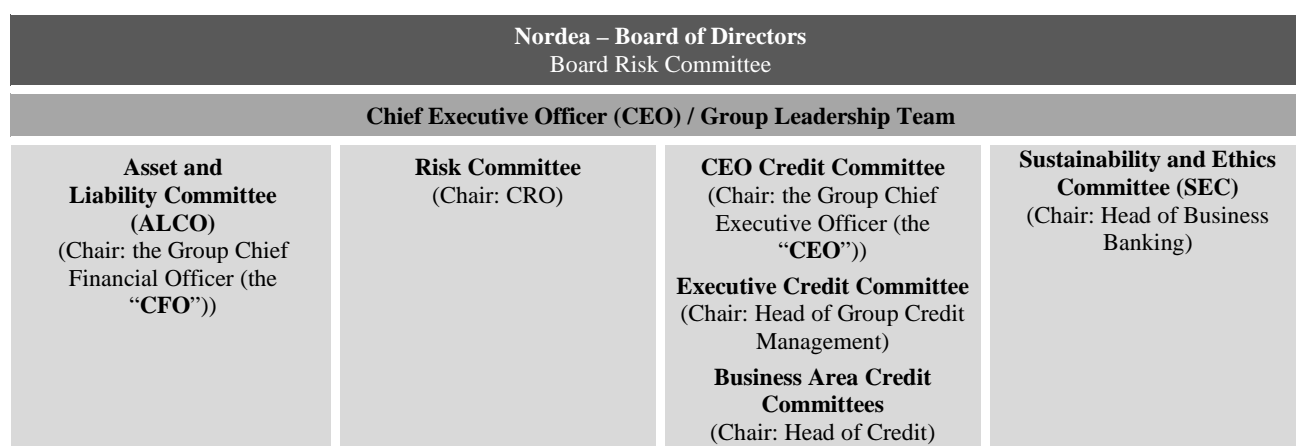 Nordea – Board of Directors
Board Risk Committee
Chief Executive Officer (CEO) / Group Leadership Team
Asset and
Liability Committee
(ALCO)
(Chair: the Group Chief
Financial Officer (the
“CFO”))
Risk Committee
(Chair: CRO)
CEO Credit Committee
(Chair: the Group Chief
Executive Officer (the
“CEO”))
Executive Credit Committee
(Chair: Head of Group Credit
Management)
Business Area Credit
Committees
(Chair: Head of Credit)
Sustainability and Ethics
Committee (SEC)
(Chair: Head of Business
Banking)